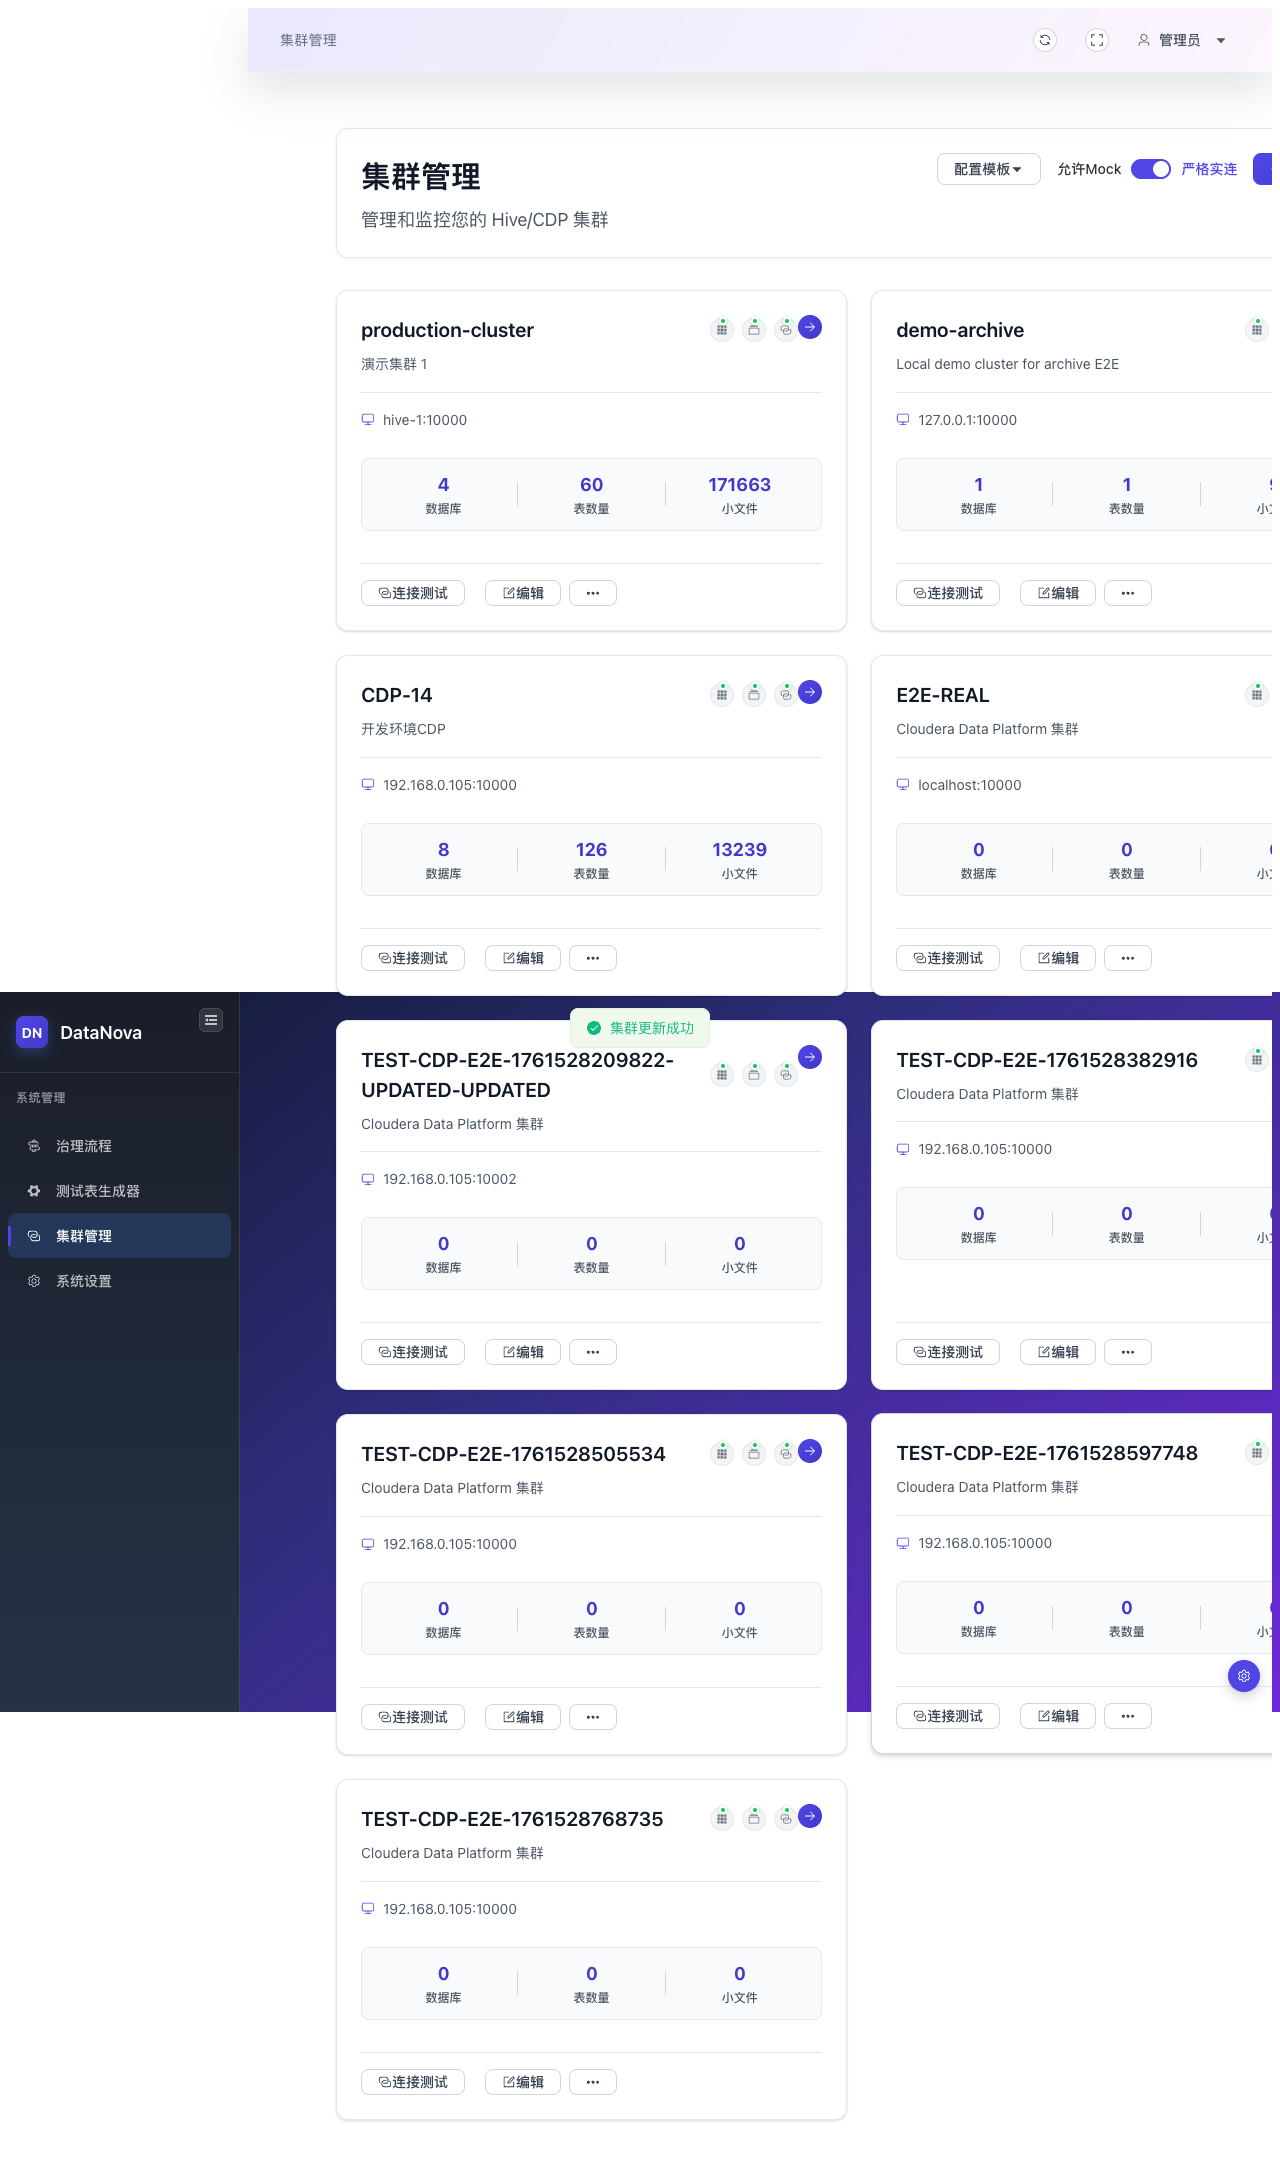 集群管理
管理员
集群管理
管理和监控您的 Hive/CDP 集群
配置模板
允许Mock
严格实连
production-cluster
演示集群 1
hive-1:10000
4
60
171663
数据库
表数量
小文件
连接测试
编辑
•••
demo-archive
Local demo cluster for archive E2E
127.0.0.1:10000
1
1
数据库
表数量
连接测试
编辑
•••
CDP-14
开发环境CDP
192.168.0.105:10000
8
126
13239
数据库
表数量
小文件
连接测试
编辑
•••
E2E-REAL
Cloudera Data Platform 集群
localhost:10000
0
0
数据库
表数量
连接测试
编辑
•••
DN
DataNova
系统管理
治理流程
测试表生成器
集群管理
系统设置
集群更新成功
TEST-CDP-E2E-1761528209822-
UPDATED-UPDATED
Cloudera Data Platform 集群
192.168.0.105:10002
0
0
0
数据库
表数量
小文件
连接测试
编辑
•••
TEST-CDP-E2E-1761528382916
Cloudera Data Platform 集群
192.168.0.105:10000
0
0
数据库
表数量
连接测试
编辑
•••
TEST-CDP-E2E-1761528505534
Cloudera Data Platform 集群
192.168.0.105:10000
0
0
0
数据库
表数量
小文件
连接测试
编辑
•••
TEST-CDP-E2E-1761528597748
Cloudera Data Platform 集群
192.168.0.105:10000
0
0
数据库
表数量
连接测试
编辑
•••
TEST-CDP-E2E-1761528768735
Cloudera Data Platform 集群
192.168.0.105:10000
0
0
0
数据库
表数量
小文件
连接测试
编辑
•••